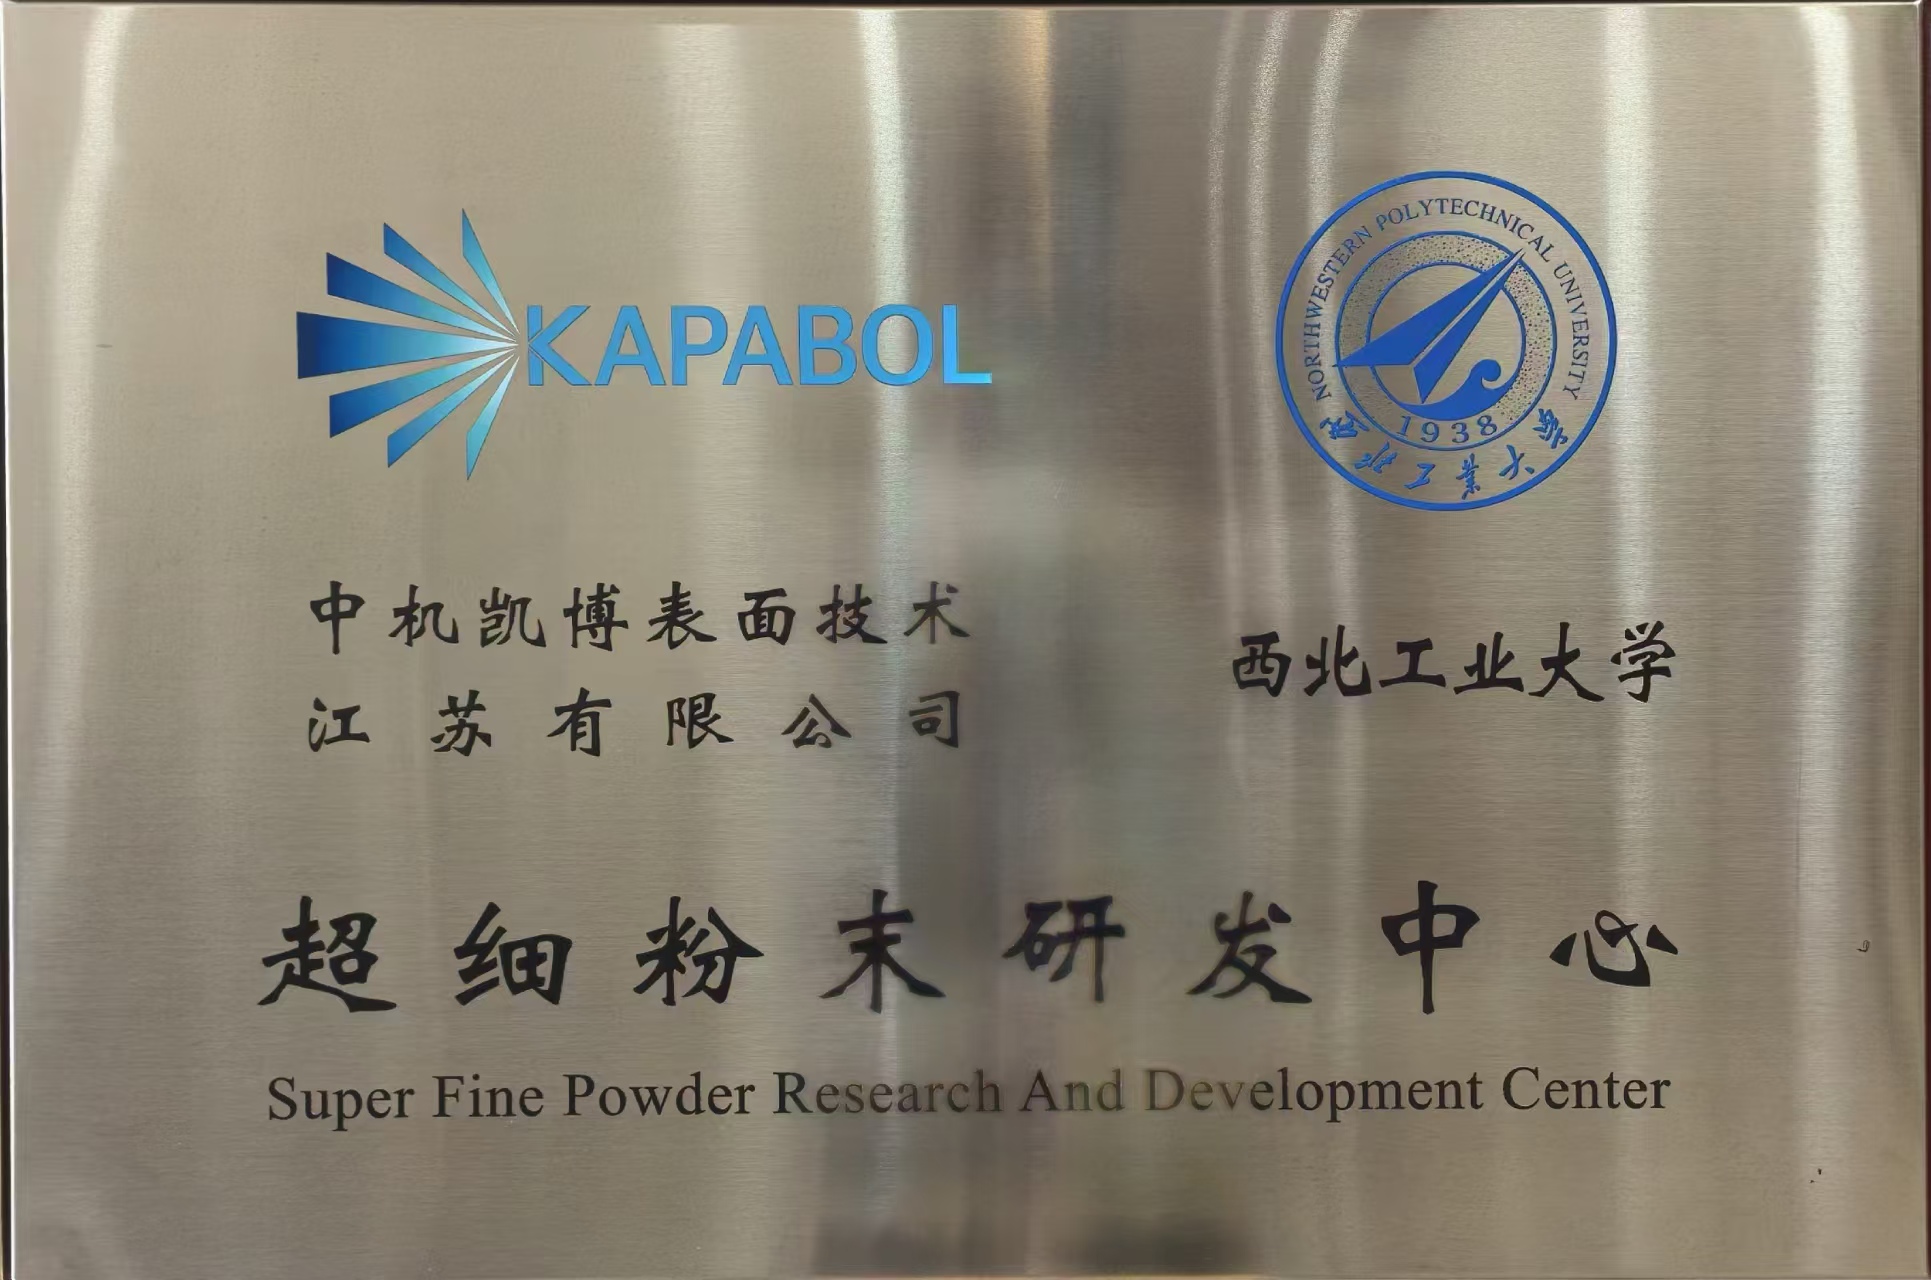 KAPABOL
NORTHWESTERN POLYTECHNICAL UNIVERSITY
1938
西北工业大学
中机凯博表面技术
江苏有限公司
西北工业大学
超细粉末研发中心
Super Fine Powder Research And Development Center